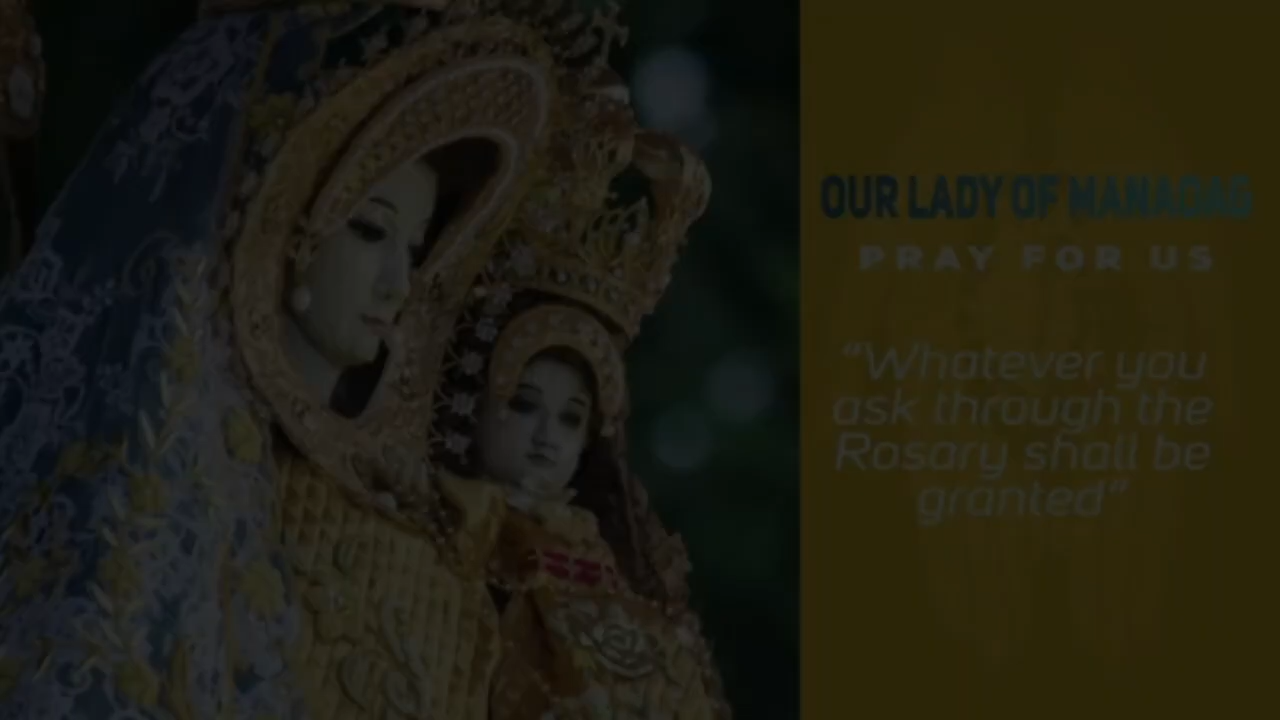 OUR LADY OF MANAOAG
PRAY FOR US
“Whatever you
ask through the
Rosary shall be
granted”